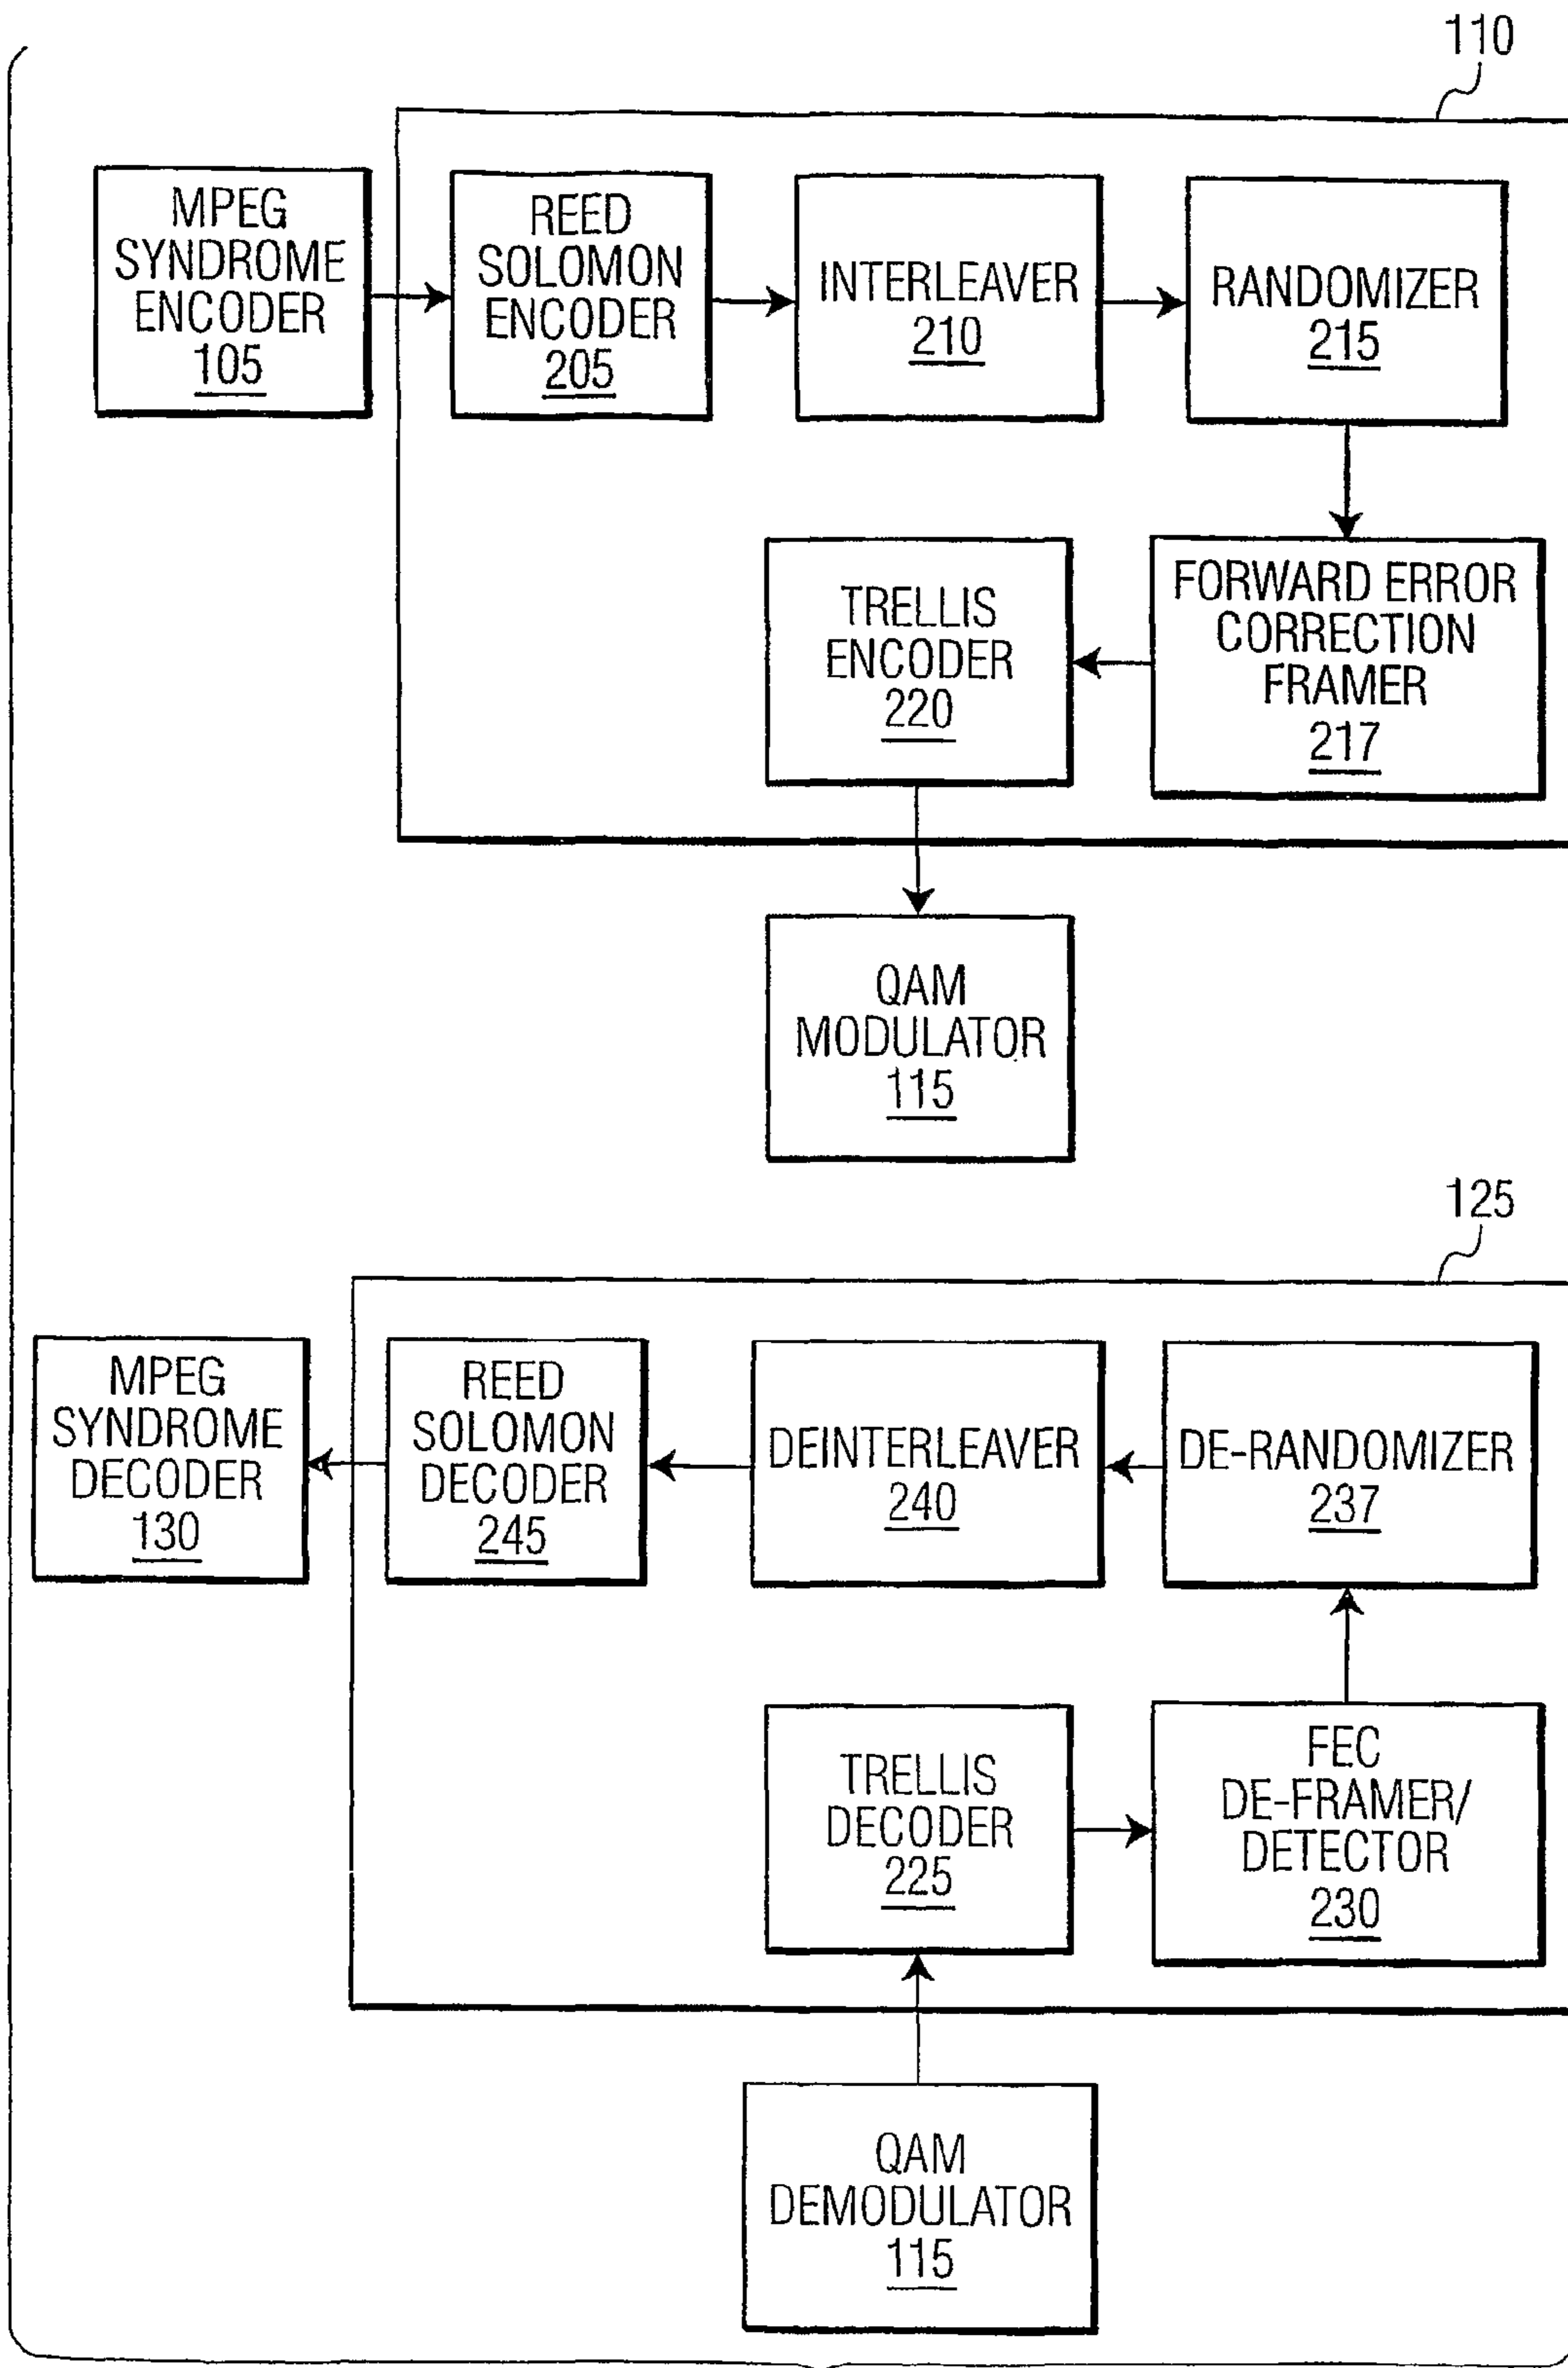 110
MPEG
SYNDROME
ENCODER
105
REED
SOLOMON
ENCODER
205
INTERLEAVER
210
RANDOMIZER
215
TRELLIS
ENCODER
220
FORWARD ERROR
CORRECTION
FRAMER
217
QAM
MODULATOR
115
125
MPEG
SYNDROME
DECODER
130
REED
SOLOMON
DECODER
245
DEINTERLEAVER
240
DE-RANDOMIZER
237
TRELLIS
DECODER
225
FEC
DE-FRAMER/
DETECTOR
230
QAM
DEMODULATOR
115